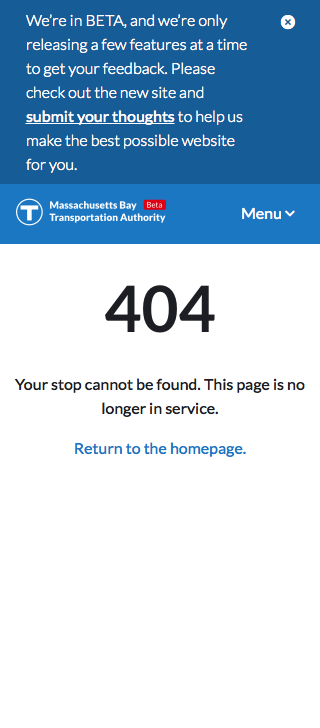 We're in BETA, and we're only
releasing a few features at a time
to get your feedback. Please
check out the new site and
submit your thoughts to help us
make the best possible website
for you.
T Massachusetts Bay Beta
Transportation Authority
Menu
404
Your stop cannot be found. This page is no
longer in service.
Return to the homepage.